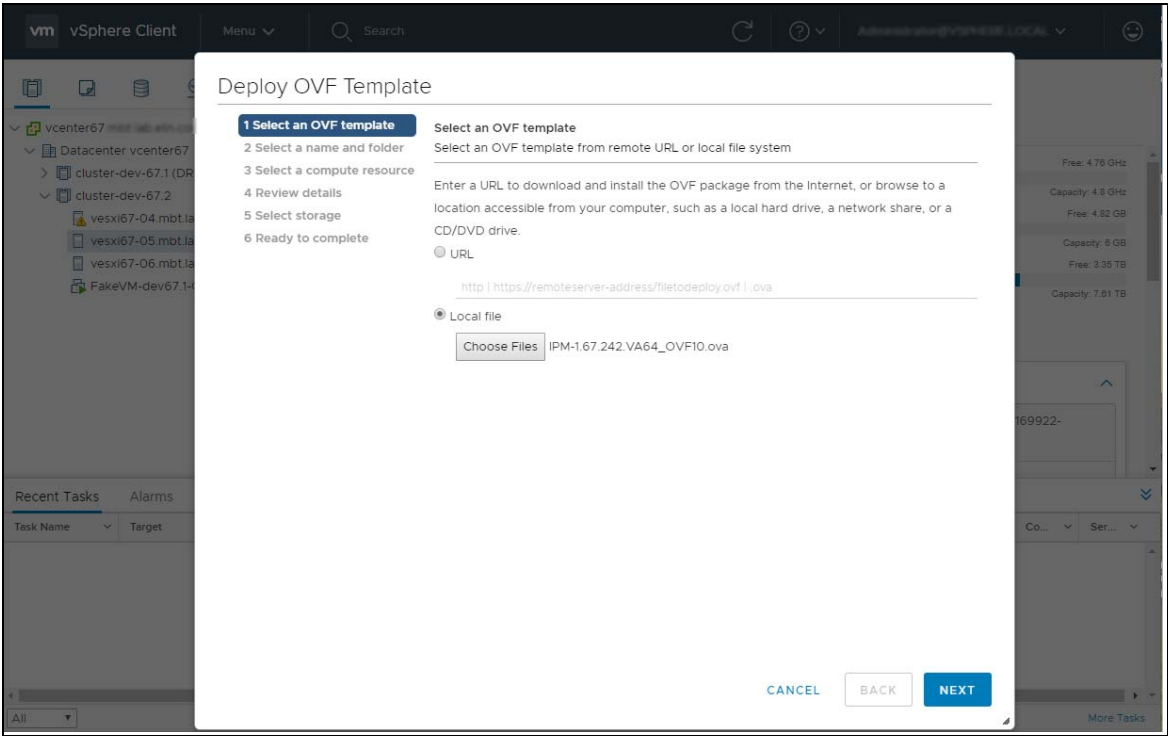 vm vSphere Client Menu Search
Deploy OVF Template
vcenter67
Datacenter vcenter67
cluster-dev-67.1 (DR
cluster-dev-67.2
vesxi67-04.mbt.la
vesxi67-05.mbt.la
vesxi67-06.mbt.la
FakeVM-dev67.1-
1 Select an OVF template
2 Select a name and folder
3 Select a compute resource
4 Review details
5 Select storage
6 Ready to complete
Select an OVF template
Select an OVF template from remote URL or local file system
Enter a URL to download and install the OVF package from the Internet, or browse to a
location accessible from your computer, such as a local hard drive, a network share, or a
CD/DVD drive.
URL
http | https://remoteserver-address/filetodeploy.ovf | .ova
Local file
Choose Files IPM-1.67.242.VA64_OVF10.ova
Free: 4.76 GHz
Capacity: 4.8 GHz
Free: 4.82 GB
Capacity: 6 GB
Free: 3.35 TB
Capacity: 7.61 TB
169922-
Recent Tasks Alarms
Task Name Target Co... Ser...
CANCEL BACK NEXT
All More Tasks